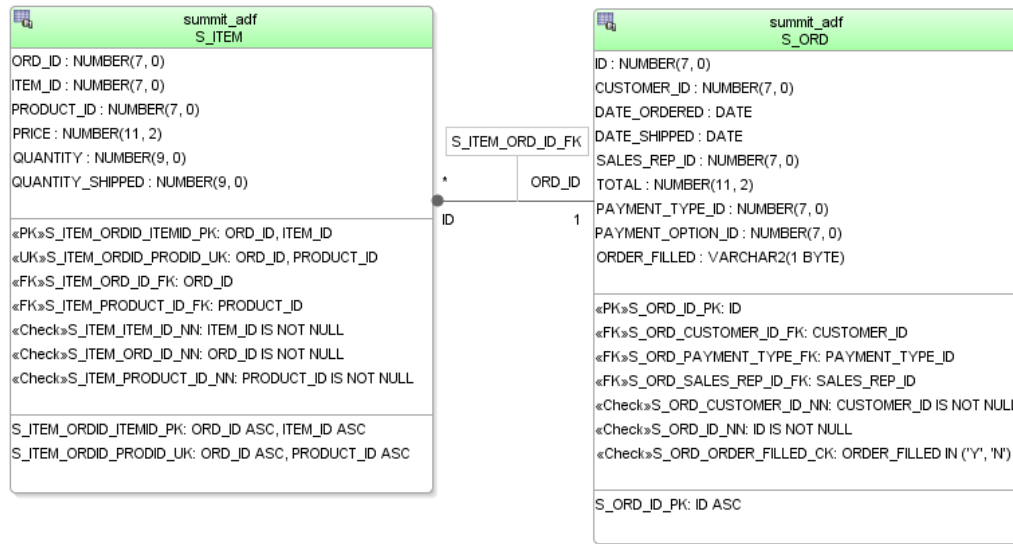 summit_adf
S_ITEM
ORD_ID : NUMBER(7, 0)
ITEM_ID : NUMBER(7, 0)
PRODUCT_ID : NUMBER(7, 0)
PRICE : NUMBER(11, 2)
QUANTITY : NUMBER(9, 0)
QUANTITY_SHIPPED : NUMBER(9, 0)
«PK»S_ITEM_ORDID_ITEMID_PK: ORD_ID, ITEM_ID
«UK»S_ITEM_ORDID_PRODID_UK: ORD_ID, PRODUCT_ID
«FK»S_ITEM_ORD_ID_FK: ORD_ID
«FK»S_ITEM_PRODUCT_ID_FK: PRODUCT_ID
«Check»S_ITEM_ITEM_ID_NN: ITEM_ID IS NOT NULL
«Check»S_ITEM_ORD_ID_NN: ORD_ID IS NOT NULL
«Check»S_ITEM_PRODUCT_ID_NN: PRODUCT_ID IS NOT NULL
S_ITEM_ORDID_ITEMID_PK: ORD_ID ASC, ITEM_ID ASC
S_ITEM_ORDID_PRODID_UK: ORD_ID ASC, PRODUCT_ID ASC
S_ITEM_ORD_ID_FK
* ORD_ID
ID 1
summit_adf
S_ORD
ID : NUMBER(7, 0)
CUSTOMER_ID : NUMBER(7, 0)
DATE_ORDERED : DATE
DATE_SHIPPED : DATE
SALES_REP_ID : NUMBER(7, 0)
TOTAL : NUMBER(11, 2)
PAYMENT_TYPE_ID : NUMBER(7, 0)
PAYMENT_OPTION_ID : NUMBER(7, 0)
ORDER_FILLED : VARCHAR2(1 BYTE)
«PK»S_ORD_ID_PK: ID
«FK»S_ORD_CUSTOMER_ID_FK: CUSTOMER_ID
«FK»S_ORD_PAYMENT_TYPE_FK: PAYMENT_TYPE_ID
«FK»S_ORD_SALES_REP_ID_FK: SALES_REP_ID
«Check»S_ORD_CUSTOMER_ID_NN: CUSTOMER_ID IS NOT NULL
«Check»S_ORD_ID_NN: ID IS NOT NULL
«Check»S_ORD_ORDER_FILLED_CK: ORDER_FILLED IN ('Y', 'N')
S_ORD_ID_PK: ID ASC